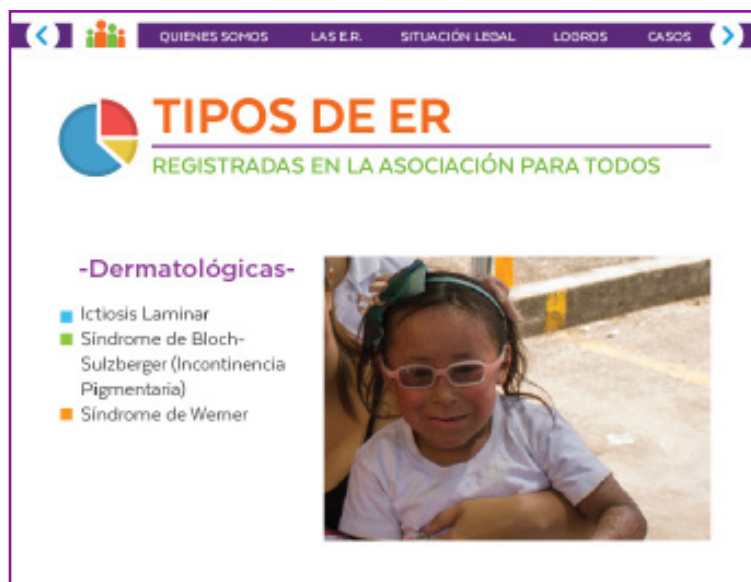 QUIENES SOMOS LAS E.R. SITUACIÓN LEGAL LOGROS CASOS
TIPOS DE ER
REGISTRADAS EN LA ASOCIACIÓN PARA TODOS
-Dermatológicas-
Ictiosis Laminar
Síndrome de Bloch-
Sulzberger (Incontinencia
Pigmentaria)
Síndrome de Werner